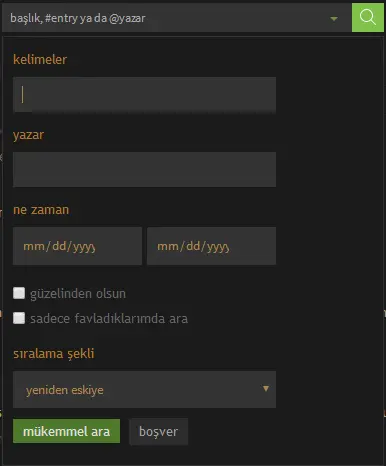 başlık, #entry ya da @yazar
kelimeler
yazar
ne zaman
mm/dd/yyyy mm/dd/yyyy
güzelinden olsun
sadece favladıklarımda ara
sıralama şekli
yeniden eskiye
mükemmel ara boşver